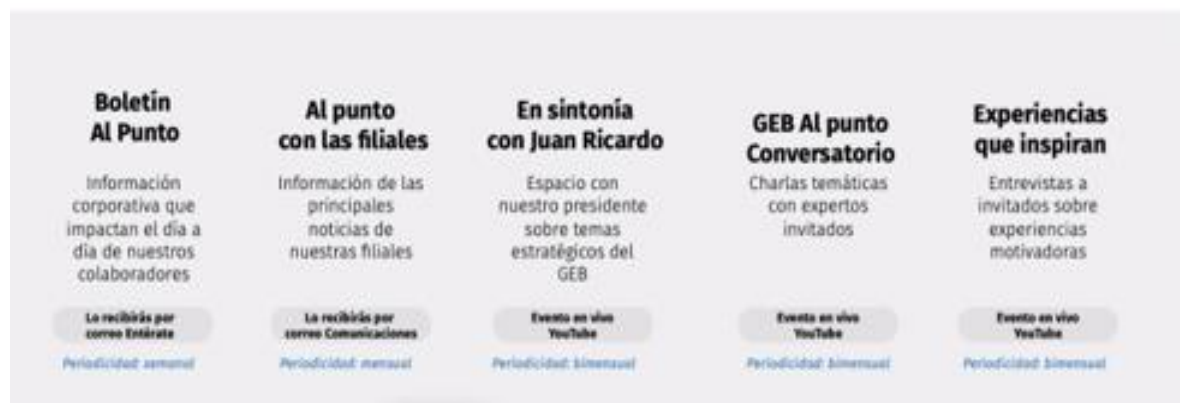 Boletín
Al Punto
Información
corporativa que
impactan el día a
día de nuestros
colaboradores
Lo recibirás por
correo Entérate
Periodicidad: semanal
Al punto
con las filiales
Información de las
principales
noticias de
nuestras filiales
Lo recibirás por
correo Comunicaciones
Periodicidad: mensual
En sintonía
con Juan Ricardo
Espacio con
nuestro presidente
sobre temas
estratégicos del
GEB
Evento en vivo
YouTube
Periodicidad: bimensual
GEB Al punto
Conversatorio
Charlas temáticas
con expertos
invitados
Evento en vivo
YouTube
Periodicidad: bimensual
Experiencias
que inspiran
Entrevistas a
invitados sobre
experiencias
motivadoras
Evento en vivo
YouTube
Periodicidad: bimensual